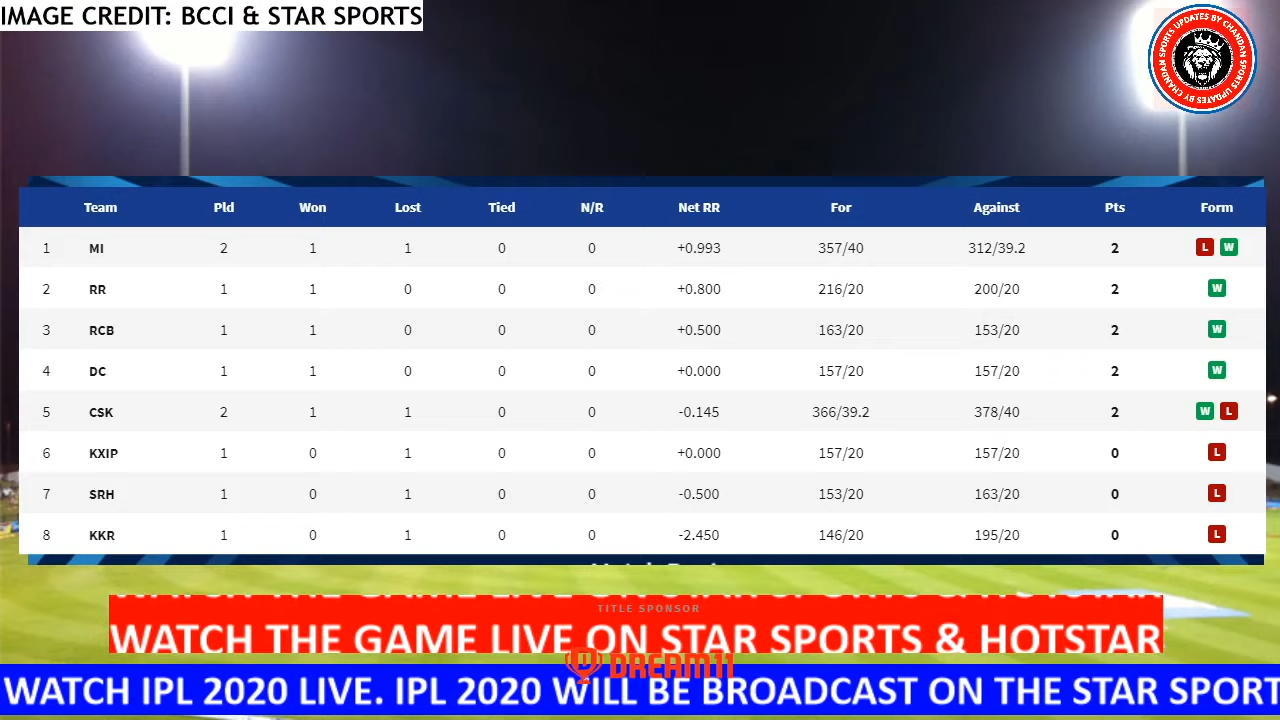 IMAGE CREDIT: BCCI & STAR SPORTS
SPORTS UPDATES BY CHANDAN
SPORTS UPDATES BY CHANDAN
Team Pld Won Lost Tied N/R Net RR For Against Pts Form
1 MI 2 1 1 0 0 +0.993 357/40 312/39.2 2 L W
2 RR 1 1 0 0 0 +0.800 216/20 200/20 2 W
3 RCB 1 1 0 0 0 +0.500 163/20 153/20 2 W
4 DC 1 1 0 0 0 +0.000 157/20 157/20 2 W
5 CSK 2 1 1 0 0 -0.145 366/39.2 378/40 2 W L
6 KXIP 1 0 1 0 0 +0.000 157/20 157/20 0 L
7 SRH 1 0 1 0 0 -0.500 153/20 163/20 0 L
8 KKR 1 0 1 0 0 -2.450 146/20 195/20 0 L
TITLE SPONSOR
WATCH THE GAME LIVE ON STAR SPORTS & HOTSTAR
DREAM11
WATCH IPL 2020 LIVE. IPL 2020 WILL BE BROADCAST ON THE STAR SPORT